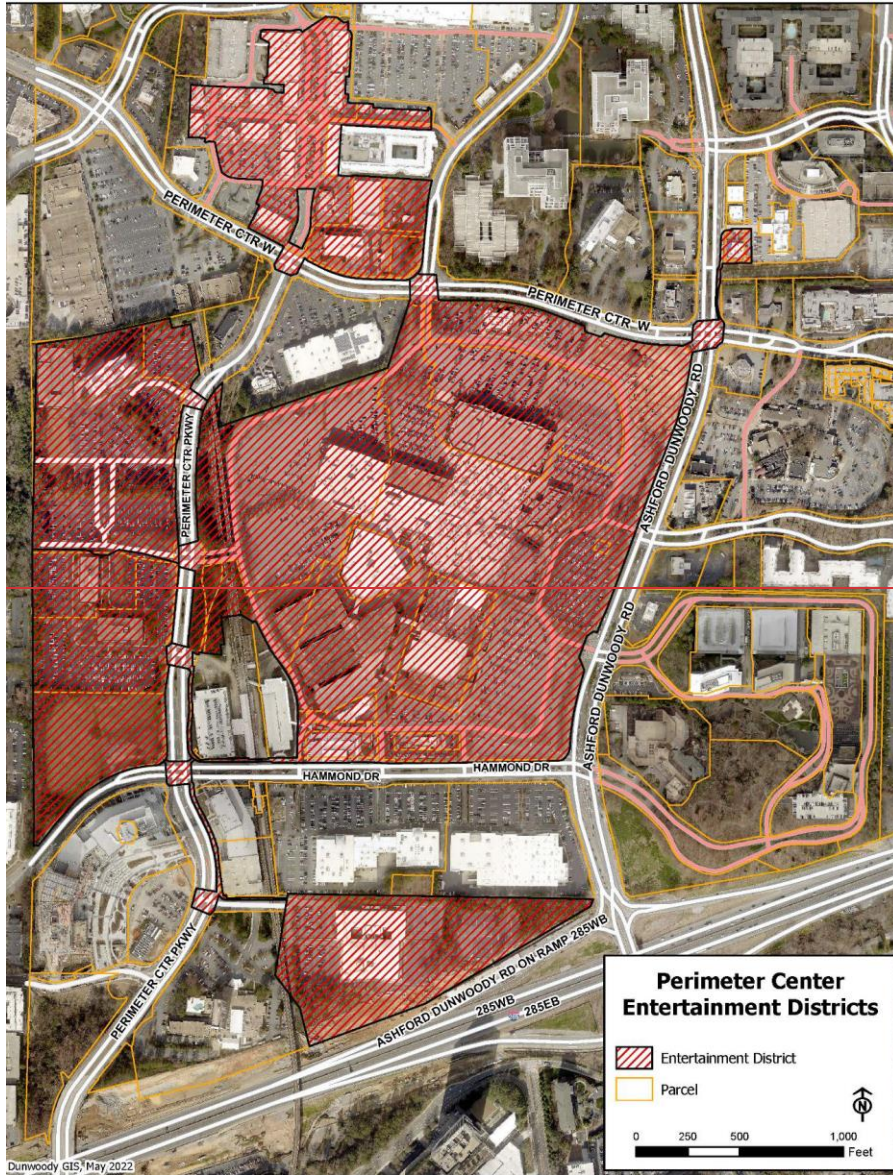 PERIMETER CTR W
PERIMETER CTR W
ASHFORD DUNWOODY RD
PERIMETER CTR PKWY
ASHFORD DUNWOODY RD
HAMMOND DR
HAMMOND DR
PERIMETER CTR PKWY
ASHFORD DUNWOODY RD ON RAMP 285WB
285WB
285EB
Perimeter Center
Entertainment Districts
Entertainment District
Parcel
N
0 250 500 1,000
Feet
Dunwoody GIS, May 2022